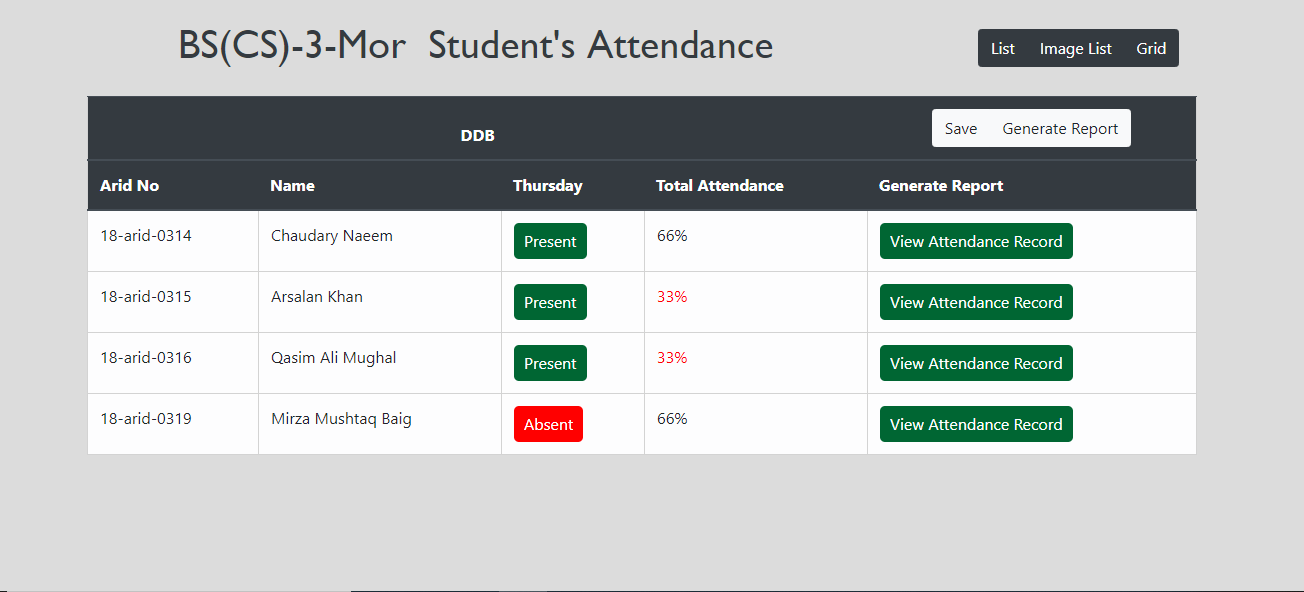 BS(CS)-3-Mor Student's Attendance
List Image List Grid
DDB
Save Generate Report
Arid No Name Thursday Total Attendance Generate Report
18-arid-0314 Chaudary Naeem Present 66% View Attendance Record
18-arid-0315 Arsalan Khan Present 33% View Attendance Record
18-arid-0316 Qasim Ali Mughal Present 33% View Attendance Record
18-arid-0319 Mirza Mushtaq Baig Absent 66% View Attendance Record